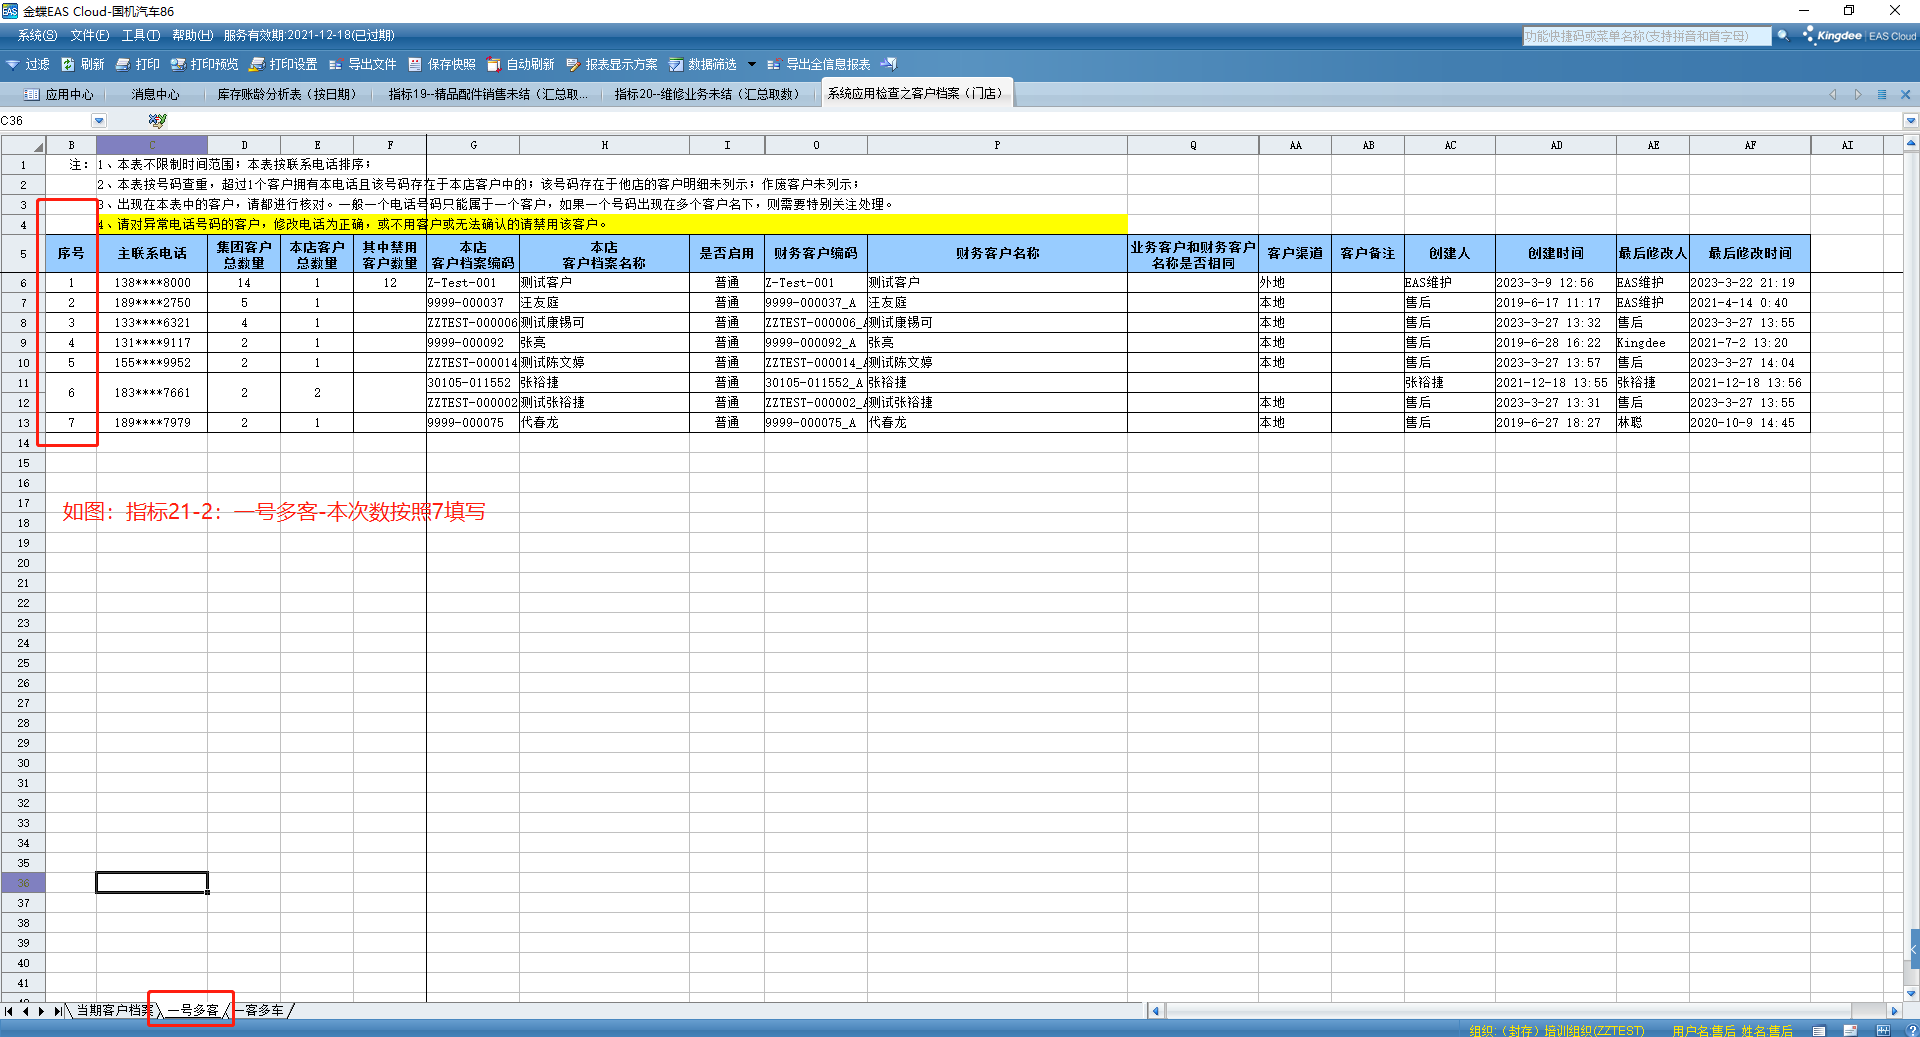 金蝶EAS Cloud-国机汽车86
系统(S) 文件(F) 工具(T) 帮助(H) 服务有效期:2021-12-18(已过期)
功能快捷码或菜单名称(支持拼音和首字母)
Kingdee EAS Cloud
过滤 刷新 打印 打印预览 打印设置 导出文件 保存快照 自动刷新 报表显示方案 数据筛选 导出全信息报表
应用中心 消息中心 库存账龄分析表（按日期） 指标19--精品配件销售未结（汇总取... 指标20--维修业务未结（汇总取数） 系统应用检查之客户档案（门店）
C36
B C D E F G H I O P Q AA AB AC AD AE AF AI
1 注：1、本表不限制时间范围；本表按联系电话排序；
2 2、本表按号码查重，超过1个客户拥有本电话且该号码存在于本店客户中的；该号码存在于他店的客户明细未列示；作废客户未列示；
3 3、出现在本表中的客户，请都进行核对。一般一个电话号码只能属于一个客户，如果一个号码出现在多个客户名下，则需要特别关注处理。
4 4、请对异常电话号码的客户，修改电话为正确，或不用客户或无法确认的请禁用该客户。
5 序号 主联系电话 集团客户总数量 本店客户总数量 其中禁用客户数量 本店客户档案编码 本店客户档案名称 是否启用 财务客户编码 财务客户名称 业务客户和财务客户名称是否相同 客户渠道 客户备注 创建人 创建时间 最后修改人 最后修改时间
6 1 138****8000 14 1 12 Z-Test-001 测试客户 普通 Z-Test-001 测试客户 外地 EAS维护 2023-3-9 12:56 EAS维护 2023-3-22 21:19
7 2 189****2750 5 1 9999-000037 汪友庭 普通 9999-000037_A 汪友庭 本地 售后 2019-6-17 11:17 EAS维护 2021-4-14 0:40
8 3 133****6321 4 1 ZZTEST-000006 测试康锡可 普通 ZZTEST-000006_A 测试康锡可 本地 售后 2023-3-27 13:32 售后 2023-3-27 13:55
9 4 131****9117 2 1 9999-000092 张亮 普通 9999-000092_A 张亮 本地 售后 2019-6-28 16:22 Kingdee 2021-7-2 13:20
10 5 155****9952 2 1 ZZTEST-000014 测试陈文婷 普通 ZZTEST-000014_A 测试陈文婷 本地 售后 2023-3-27 13:57 售后 2023-3-27 14:04
11 6 183****7661 2 2 30105-011552 张裕捷 普通 30105-011552_A 张裕捷 张裕捷 2021-12-18 13:55 张裕捷 2021-12-18 13:56
12 ZZTEST-000002 测试张裕捷 普通 ZZTEST-000002_A 测试张裕捷 本地 售后 2023-3-27 13:31 售后 2023-3-27 13:55
13 7 189****7979 2 1 9999-000075 代春龙 普通 9999-000075_A 代春龙 本地 售后 2019-6-27 18:27 林聪 2020-10-9 14:45
14
15
16
17
如图：指标21-2：一号多客-本次数按照7填写
18
19
20
21
22
23
24
25
26
27
28
29
30
31
32
33
34
35
36
37
38
39
40
41
当期客户档案 一号多客 一客多车
组织:（封存）培训组织(ZZTEST) 用户名:售后 姓名:售后